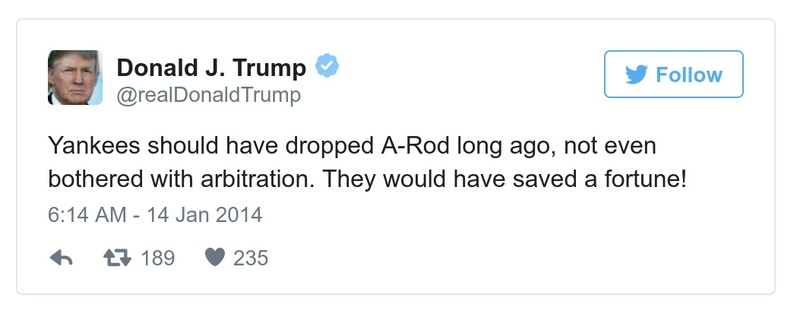 Donald J. Trump
@realDonaldTrump
Follow
Yankees should have dropped A-Rod long ago, not even
bothered with arbitration. They would have saved a fortune!
6:14 AM - 14 Jan 2014
189 235